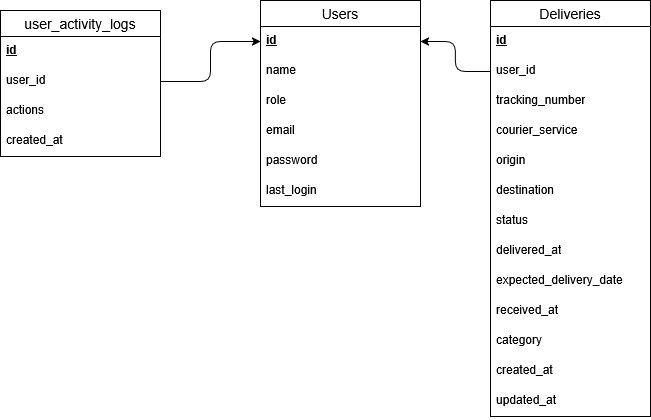 user_activity_logs
id
user_id
actions
created_at
Users
id
name
role
email
password
last_login
Deliveries
id
user_id
tracking_number
courier_service
origin
destination
status
delivered_at
expected_delivery_date
received_at
category
created_at
updated_at